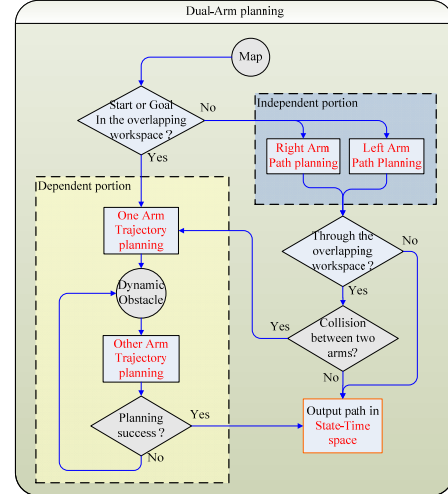 Dual-Arm planning
Map
Start or Goal
In the overlapping
workspace?
No
Yes
Independent portion
Right Arm
Path planning
Left Arm
Path Planning
Dependent portion
One Arm
Trajectory
planning
Dynamic
Obstacle
Other Arm
Trajectory
planning
Planning
success?
Yes
No
Through the
overlapping
workspace?
No
Yes
Collision
between two
arms?
Yes
No
Output path in
State-Time
space